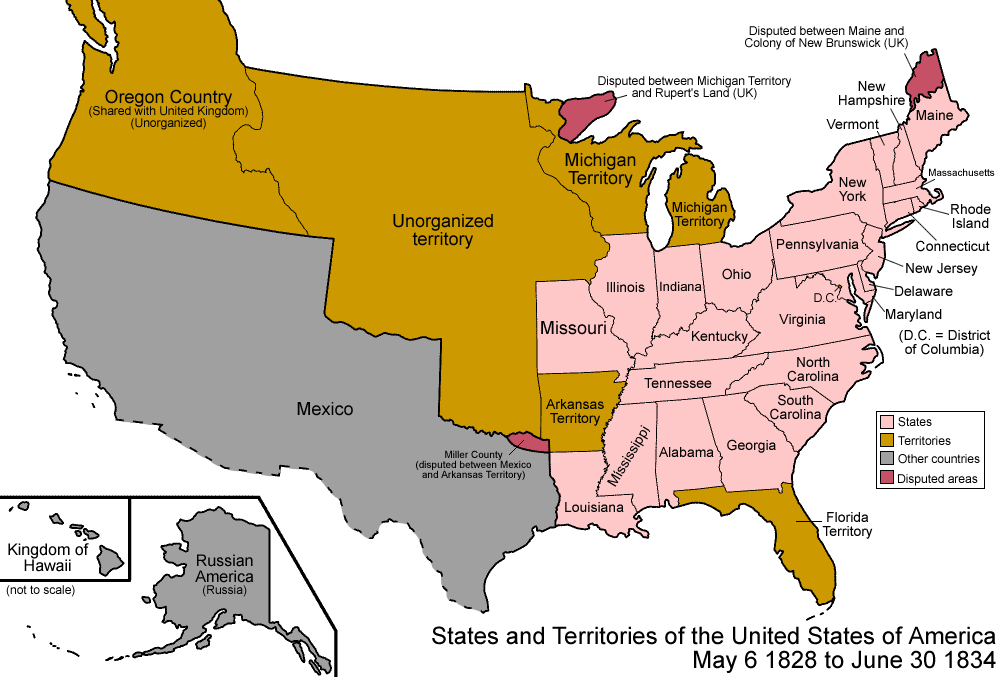 Disputed between Maine and
Colony of New Brunswick (UK)
Disputed between Michigan Territory
and Rupert's Land (UK)
Oregon Country
(Shared with United Kingdom)
(Unorganized)
New
Hampshire
Vermont
Maine
Michigan
Territory
Massachusetts
New
York
Michigan
Territory
Rhode
Island
Unorganized
territory
Pennsylvania
Connecticut
New Jersey
Ohio
Illinois
Indiana
Delaware
D.C.
Maryland
Virginia
Missouri
Kentucky
(D.C. = District
of Columbia)
North
Carolina
Tennessee
South
Carolina
Mexico
Arkansas
Territory
States
Territories
Other countries
Disputed areas
Mississippi
Alabama
Georgia
Miller County
(disputed between Mexico
and Arkansas Territory)
Louisiana
Florida
Territory
Kingdom of
Hawaii
(not to scale)
Russian
America
(Russia)
States and Territories of the United States of America
May 6 1828 to June 30 1834